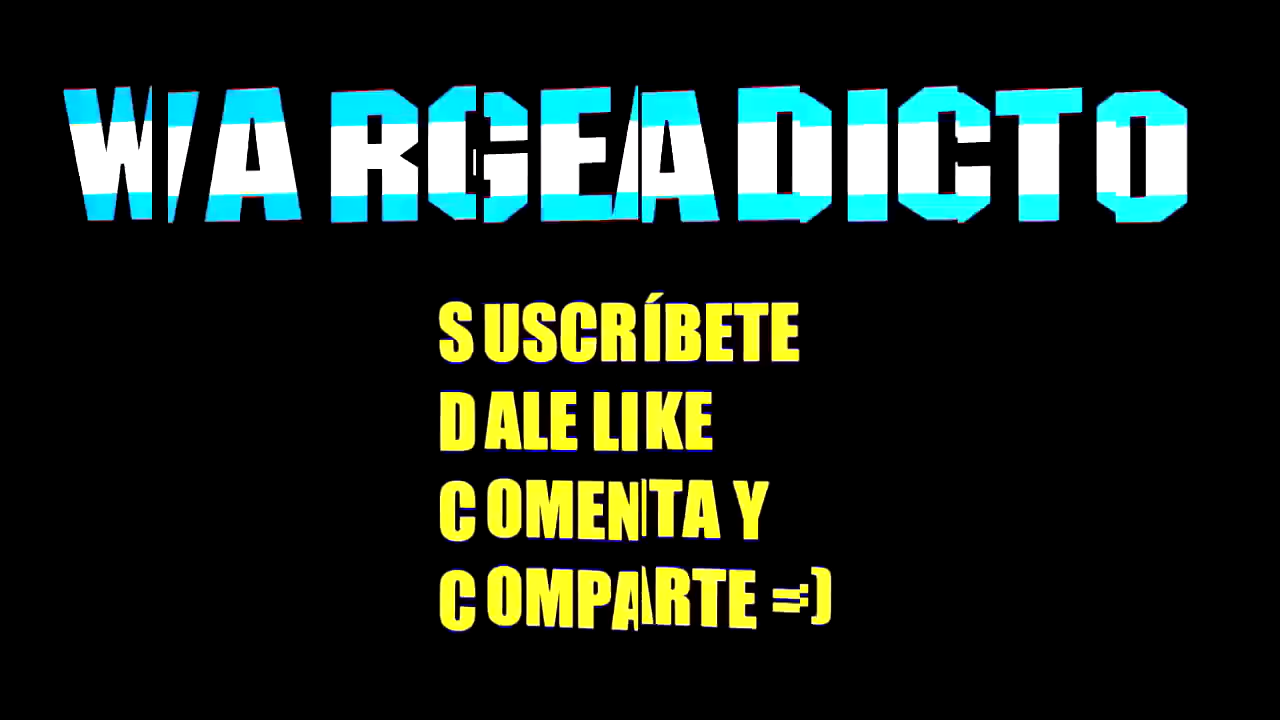 WARGEADICTO
SUSCRÍBETE
DALE LIKE
COMENTA Y
COMPARTE =)